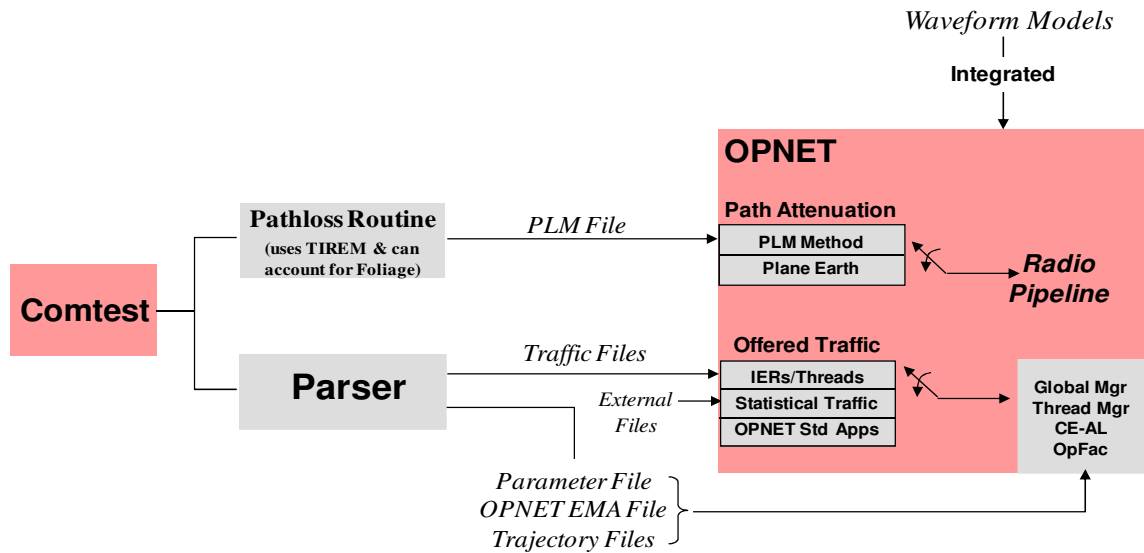 Waveform Models
Integrated
OPNET
Path Attenuation
Pathloss Routine
(uses TIREM & can
account for Foliage)
PLM File
PLM Method
Plane Earth
Radio
Pipeline
Comtest
Parser
Traffic Files
Offered Traffic
IERs/Threads
Statistical Traffic
OPNET Std Apps
External
Files
Global Mgr
Thread Mgr
CE-AL
OpFac
Parameter File
OPNET EMA File
Trajectory Files